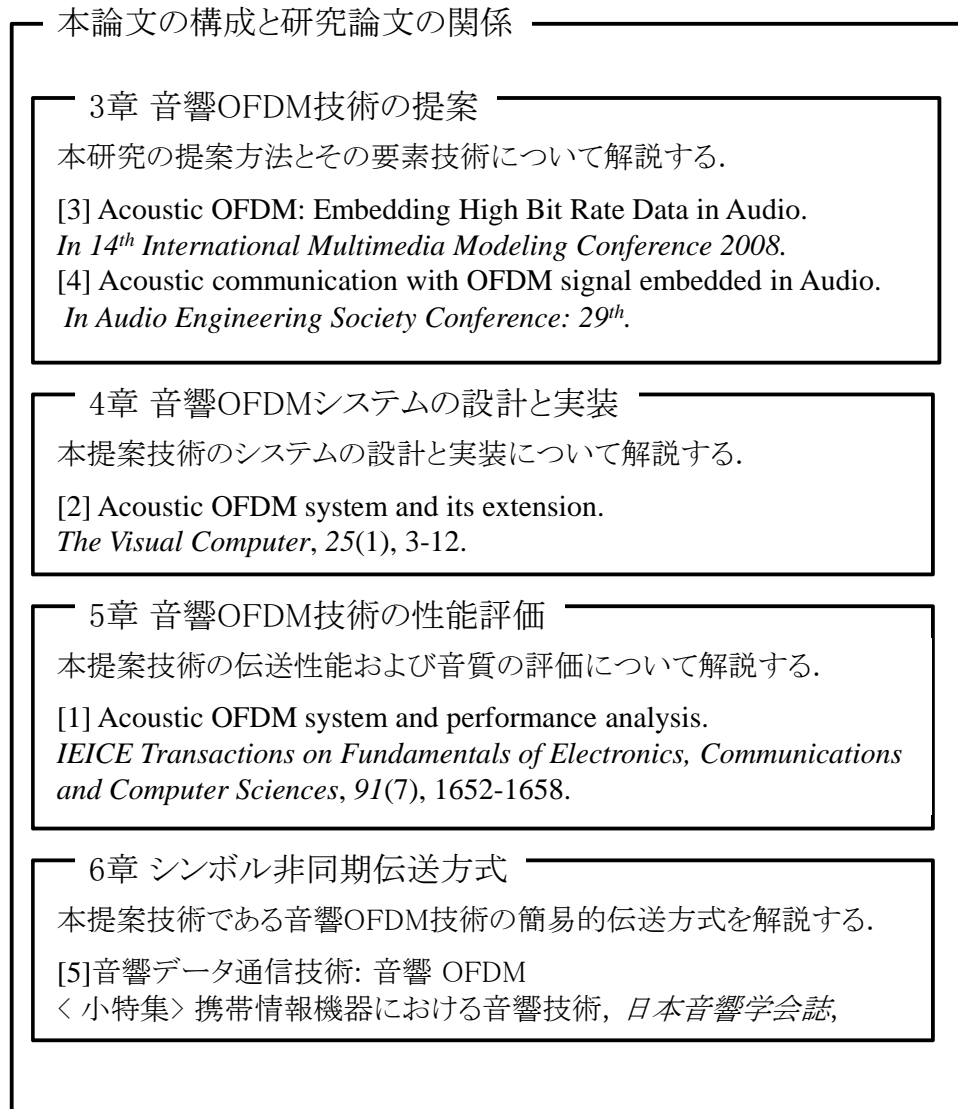 本論文の構成と研究論文の関係
3章 音響OFDM技術の提案
本研究の提案方法とその要素技術について解説する.
[3] Acoustic OFDM: Embedding High Bit Rate Data in Audio.
In 14th International Multimedia Modeling Conference 2008.
[4] Acoustic communication with OFDM signal embedded in Audio.
In Audio Engineering Society Conference: 29th.
4章 音響OFDMシステムの設計と実装
本提案技術のシステムの設計と実装について解説する.
[2] Acoustic OFDM system and its extension.
The Visual Computer, 25(1), 3-12.
5章 音響OFDM技術の性能評価
本提案技術の伝送性能および音質の評価について解説する.
[1] Acoustic OFDM system and performance analysis.
IEICE Transactions on Fundamentals of Electronics, Communications
and Computer Sciences, 91(7), 1652-1658.
6章 シンボル非同期伝送方式
本提案技術である音響OFDM技術の簡易的伝送方式を解説する.
[5]音響データ通信技術: 音響 OFDM
< 小特集> 携帯情報機器における音響技術, 日本音響学会誌,